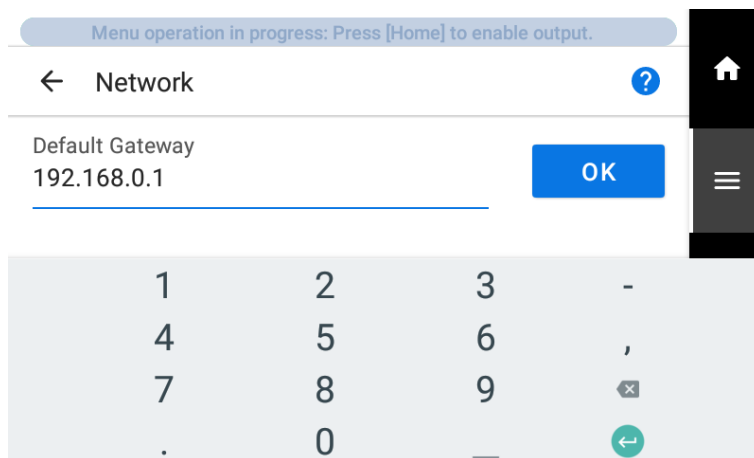 Menu operation in progress: Press [Home] to enable output.
Network
?
Default Gateway
192.168.0.1
OK
1 2 3 -
4 5 6 ,
7 8 9
. 0 _